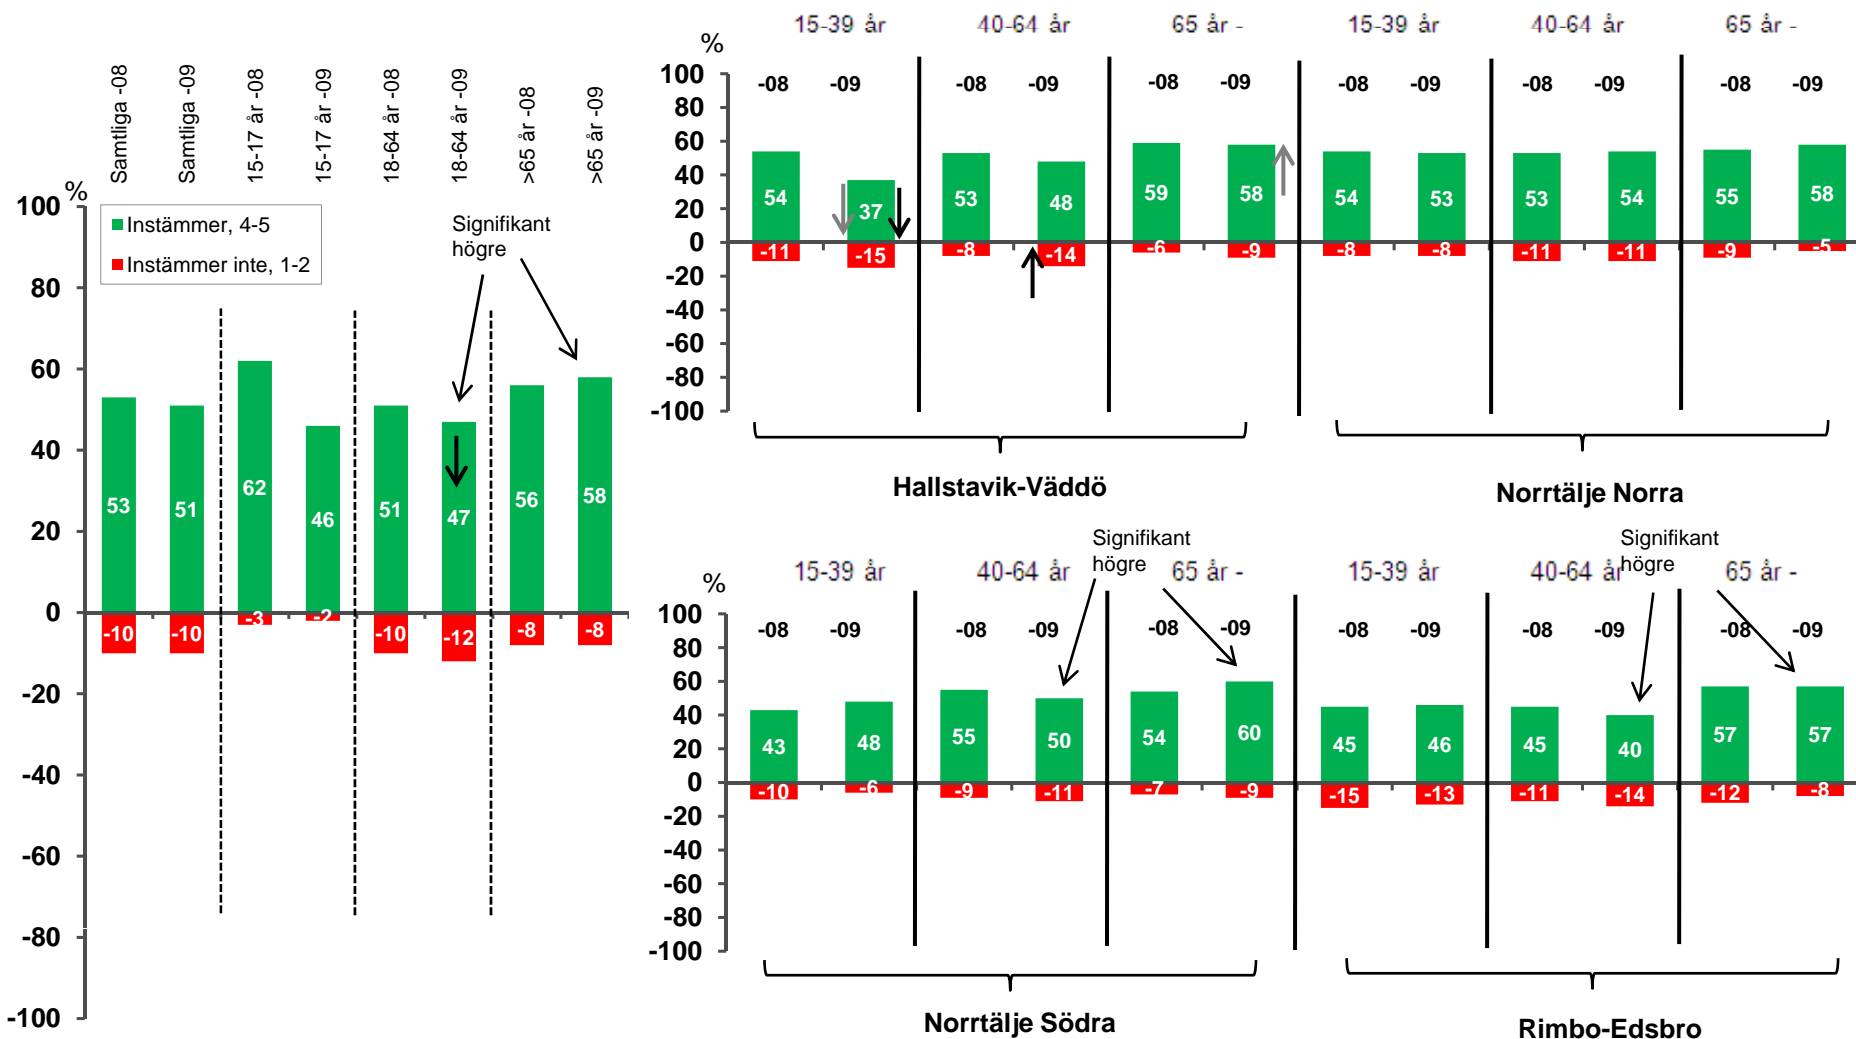 Samtliga -08
Samtliga -09
15-17 år -08
15-17 år -09
18-64 år -08
18-64 år -09
>65 år -08
>65 år -09
%
100
80
60
40
20
0
-20
-40
-60
-80
-100
Instämmer, 4-5
Instämmer inte, 1-2
Signifikant
högre
53 51 62 46 51 47 56 58
-10 -10 -3 -2 -10 -12 -8 -8
15-39 år 40-64 år 65 år - 15-39 år 40-64 år 65 år -
%
100
80
60
40
20
0
-20
-40
-60
-80
-100
-08 -09 -08 -09 -08 -09 -08 -09 -08 -09 -08 -09
54 37 53 48 59 58 54 53 53 54 55 58
-11 -15 -8 -14 -6 -9 -8 -8 -11 -11 -9 -5
Hallstavik-Väddö
Norrtälje Norra
Signifikant
högre
Signifikant
högre
15-39 år 40-64 år 65 år - 15-39 år 40-64 år 65 år -
%
100
80
60
40
20
0
-20
-40
-60
-80
-100
-08 -09 -08 -09 -08 -09 -08 -09 -08 -09 -08 -09
43 48 55 50 54 60 45 46 45 40 57 57
-10 -6 -9 -11 -7 -9 -15 -13 -11 -14 -12 -8
Norrtälje Södra
Rimbo-Edsbro